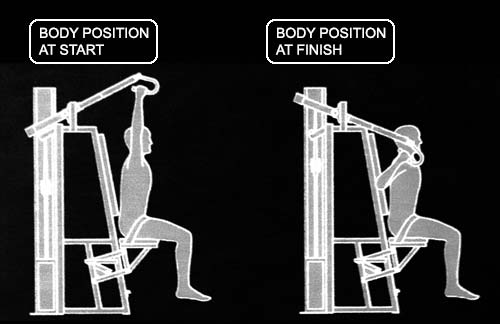 BODY POSITION
AT START
BODY POSITION
AT FINISH